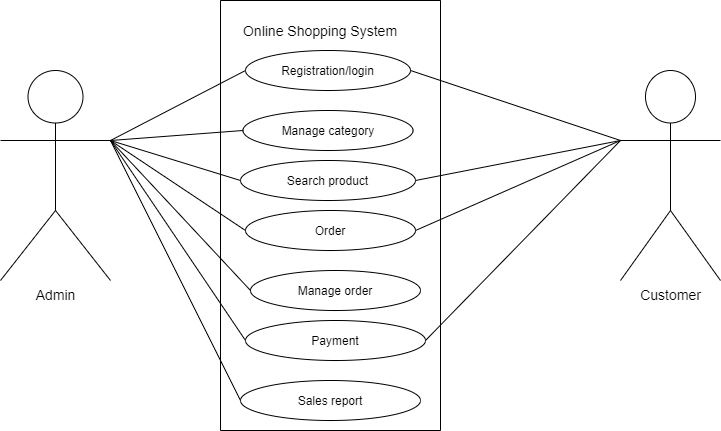 Online Shopping System
Registration/login
Manage category
Search product
Order
Manage order
Admin
Customer
Payment
Sales report